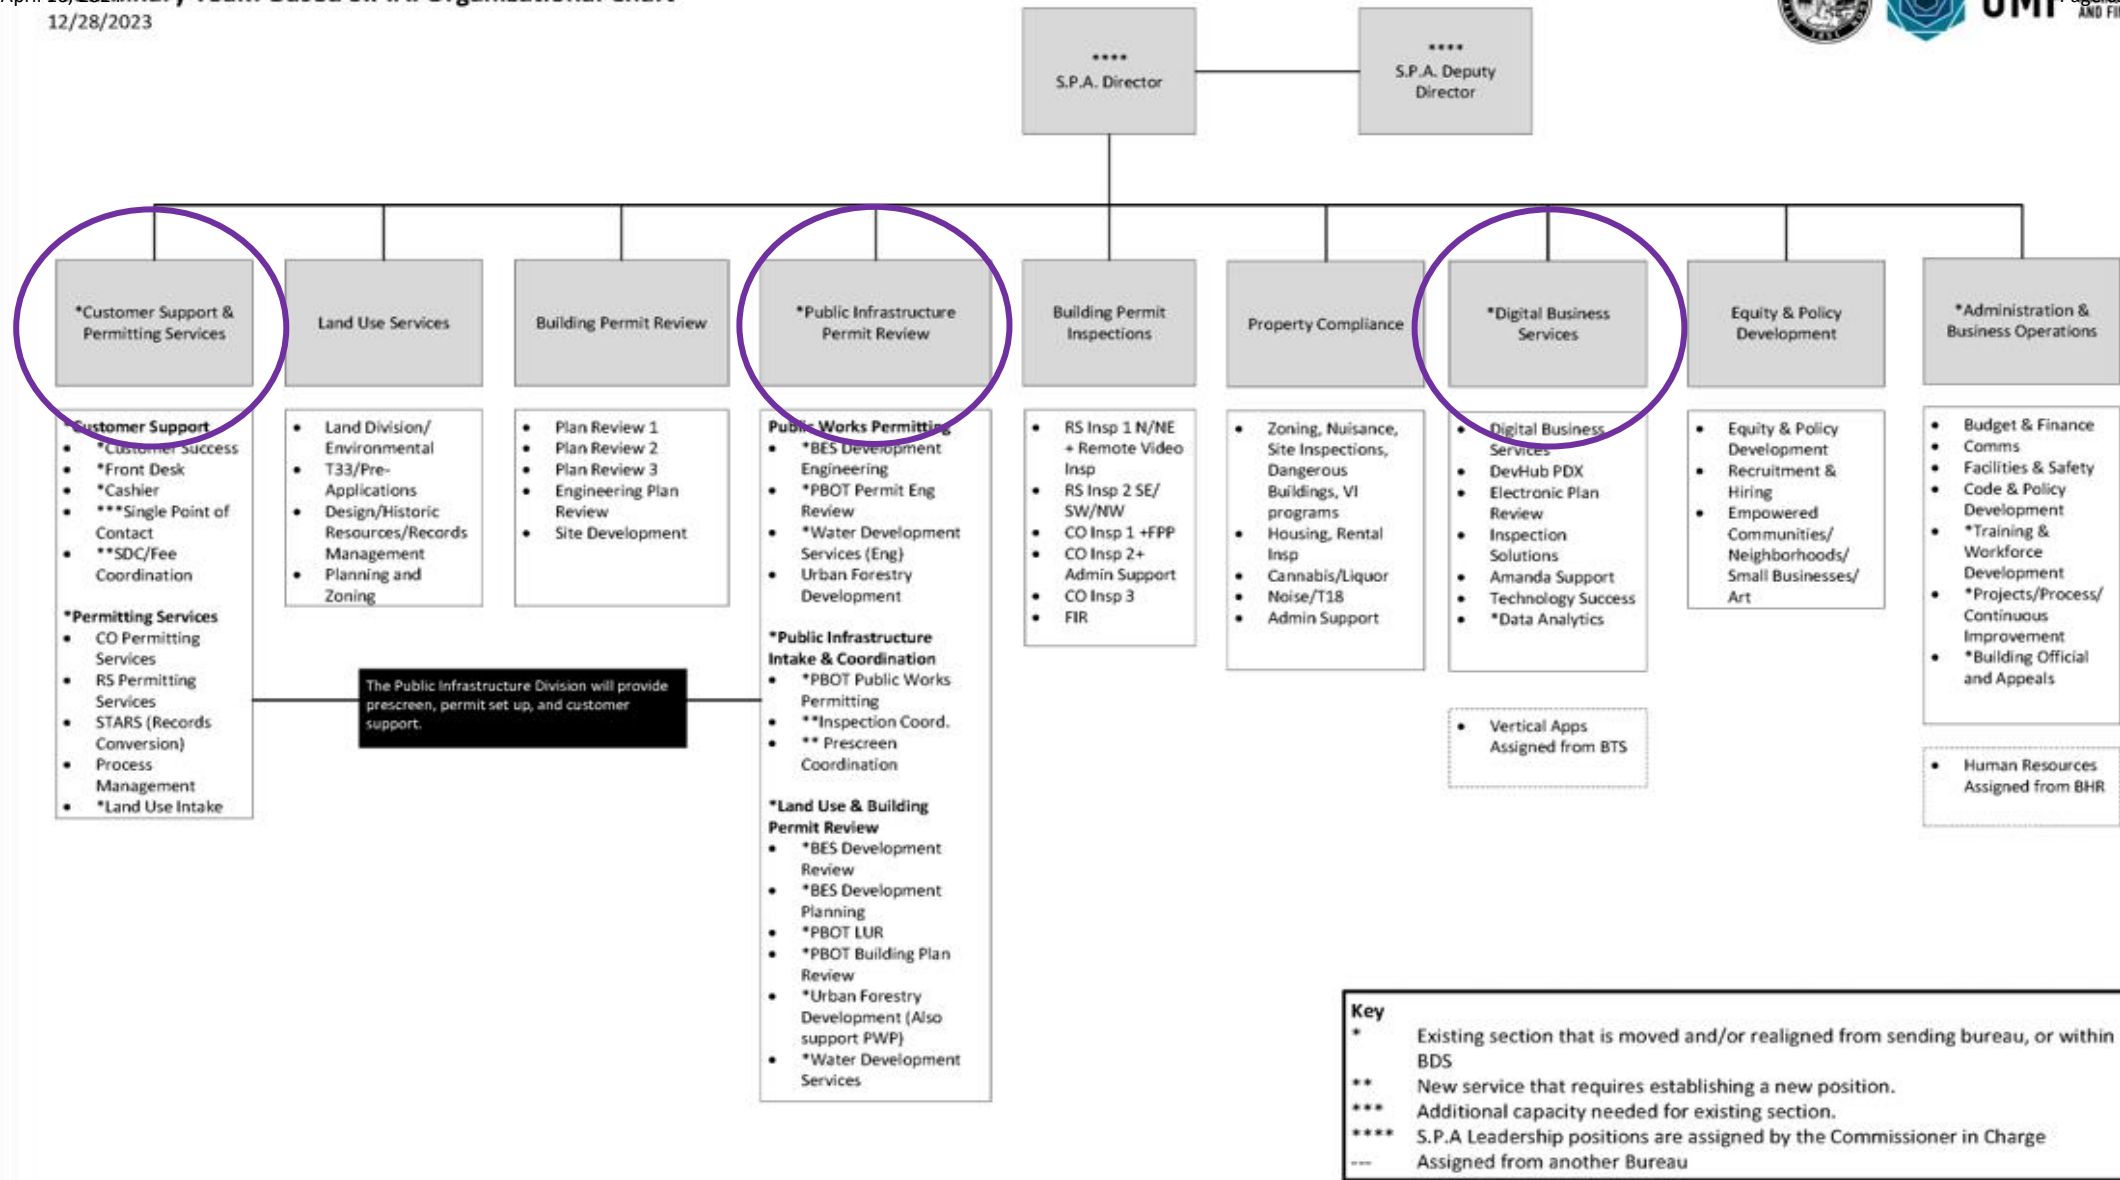 12/28/2023
AND FI
****
S.P.A. Director
****
S.P.A. Deputy
Director
*Customer Support &
Permitting Services
Land Use Services
Building Permit Review
*Public Infrastructure
Permit Review
Building Permit
Inspections
Property Compliance
*Digital Business
Services
Equity & Policy
Development
*Administration &
Business Operations
*Customer Support
• *Customer Success
• *Front Desk
• *Cashier
• ***Single Point of
Contact
• **SDC/Fee
Coordination
*Permitting Services
• CO Permitting
Services
• RS Permitting
Services
• STARS (Records
Conversion)
• Process
Management
• *Land Use Intake
• Land Division/
Environmental
• T33/Pre-
Applications
• Design/Historic
Resources/Records
Management
• Planning and
Zoning
• Plan Review 1
• Plan Review 2
• Plan Review 3
• Engineering Plan
Review
• Site Development
The Public Infrastructure Division will provide
prescreen, permit set up, and customer
support.
Public Works Permitting
• *BES Development
Engineering
• *PBOT Permit Eng
Review
• *Water Development
Services (Eng)
• Urban Forestry
Development
*Public Infrastructure
Intake & Coordination
• *PBOT Public Works
Permitting
• **Inspection Coord.
• ** Prescreen
Coordination
*Land Use & Building
Permit Review
• *BES Development
Review
• *BES Development
Planning
• *PBOT LUR
• *PBOT Building Plan
Review
• *Urban Forestry
Development (Also
support PWP)
• *Water Development
Services
• RS Insp 1 N/NE
+ Remote Video
Insp
• RS Insp 2 SE/
SW/NW
• CO Insp 1 +FPP
• CO Insp 2+
Admin Support
• CO Insp 3
• FIR
• Zoning, Nuisance,
Site Inspections,
Dangerous
Buildings, VI
programs
• Housing, Rental
Insp
• Cannabis/Liquor
• Noise/T18
• Admin Support
• Digital Business
Services
• DevHub PDX
• Electronic Plan
Review
• Inspection
Solutions
• Amanda Support
• Technology Success
• *Data Analytics
• Vertical Apps
Assigned from BTS
• Equity & Policy
Development
• Recruitment &
Hiring
• Empowered
Communities/
Neighborhoods/
Small Businesses/
Art
• Budget & Finance
• Comms
• Facilities & Safety
• Code & Policy
Development
• *Training &
Workforce
Development
• *Projects/Process/
Continuous
Improvement
• *Building Official
and Appeals
• Human Resources
Assigned from BHR
Key
* Existing section that is moved and/or realigned from sending bureau, or within
BDS
** New service that requires establishing a new position.
*** Additional capacity needed for existing section.
**** S.P.A Leadership positions are assigned by the Commissioner in Charge
--- Assigned from another Bureau